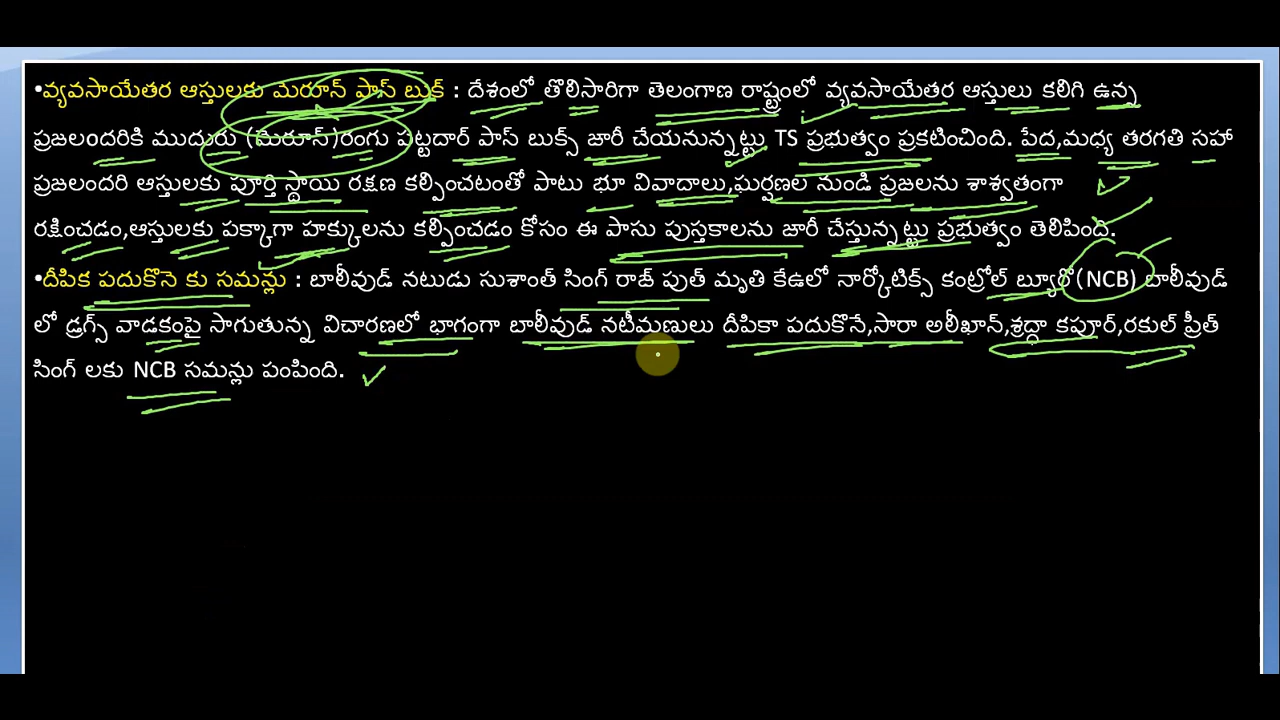 •వ్యవసాయేతర ఆస్తులకు మెరూన్ పాస్ బుక్ : దేశంలో తొలిసారిగా తెలంగాణ రాష్ట్రంలో వ్యవసాయేతర ఆస్తులు కలిగి ఉన్న
ప్రజలందరికి ముదురు (మెరూన్)రంగు పట్టదార్ పాస్ బుక్స్ జారీ చేయనున్నట్టు TS ప్రభుత్వం ప్రకటించింది. పేద,మధ్య తరగతి సహా
ప్రజలందరి ఆస్తులకు పూర్తి స్థాయి రక్షణ కల్పించటంతో పాటు భూ వివాదాలు,ఘర్షణల నుండి ప్రజలను శాశ్వతంగా
రక్షించడం,ఆస్తులకు పక్కాగా హక్కులను కల్పించడం కోసం ఈ పాసు పుస్తకాలను జారీ చేస్తున్నట్టు ప్రభుత్వం తెలిపింది.
•దీపిక పదుకొనె కు సమన్లు : బాలీవుడ్ నటుడు సుశాంత్ సింగ్ రాజ్ పుత్ మృతి కేఉలో నార్కోటిక్స్ కంట్రోల్ బ్యూరో(NCB) బాలీవుడ్
లో డ్రగ్స్ వాడకంపై సాగుతున్న విచారణలో భాగంగా బాలీవుడ్ నటీమణులు దీపికా పదుకొనే,సారా అలీఖాన్,శ్రద్ధా కపూర్,రకుల్ ప్రీత్
సింగ్ లకు NCB సమన్లు పంపింది.